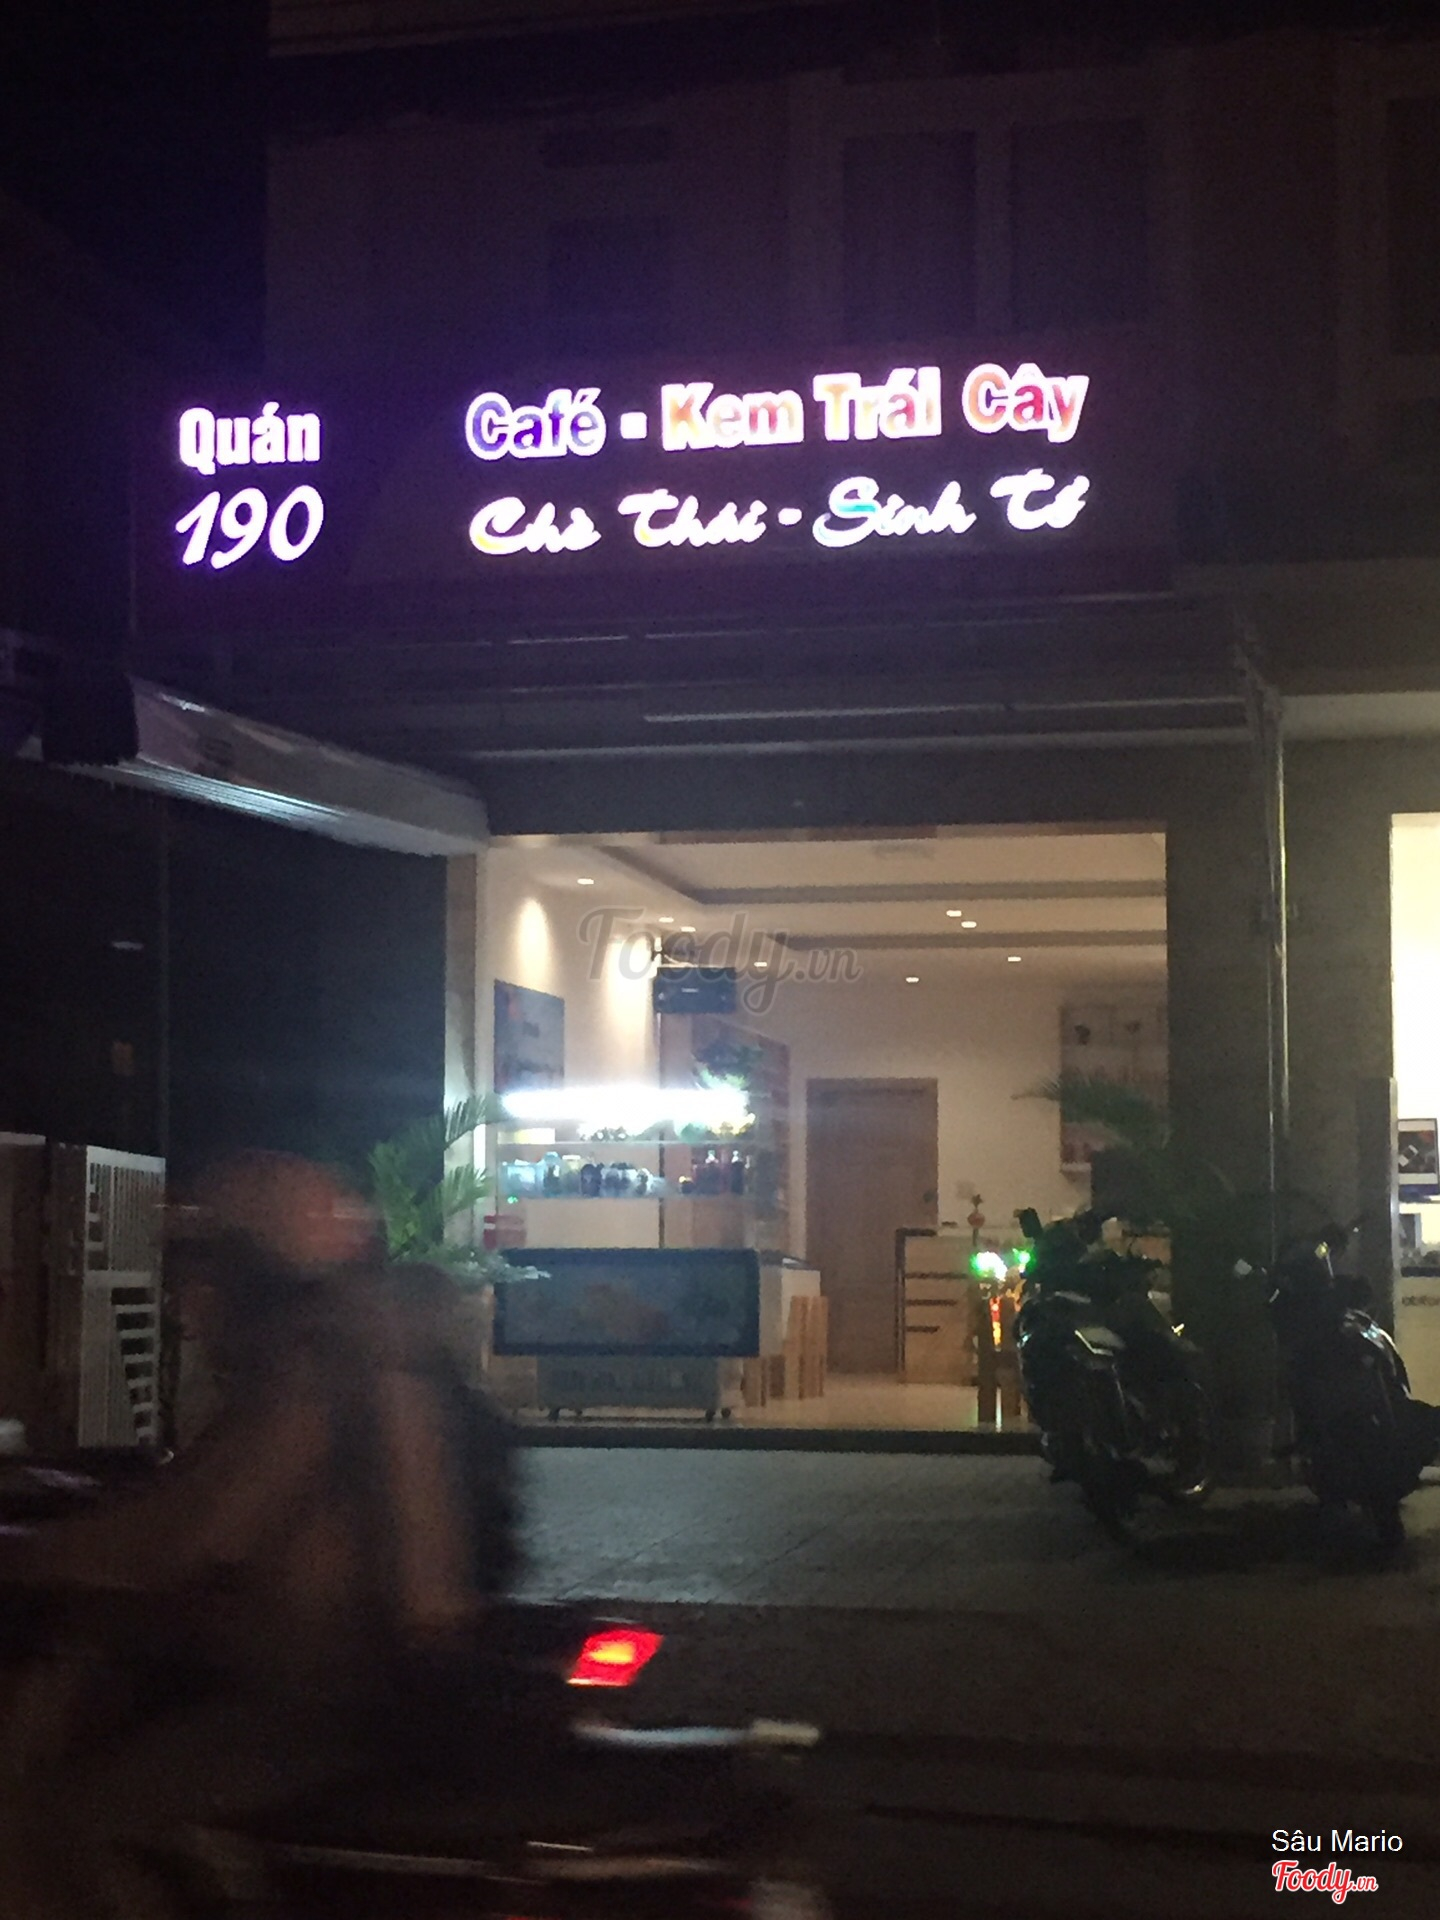 Quán
190
Café - Kem Trái Cây
Chè Thái - Sinh Tố
Foody.vn
Sâu Mario
Foody.vn